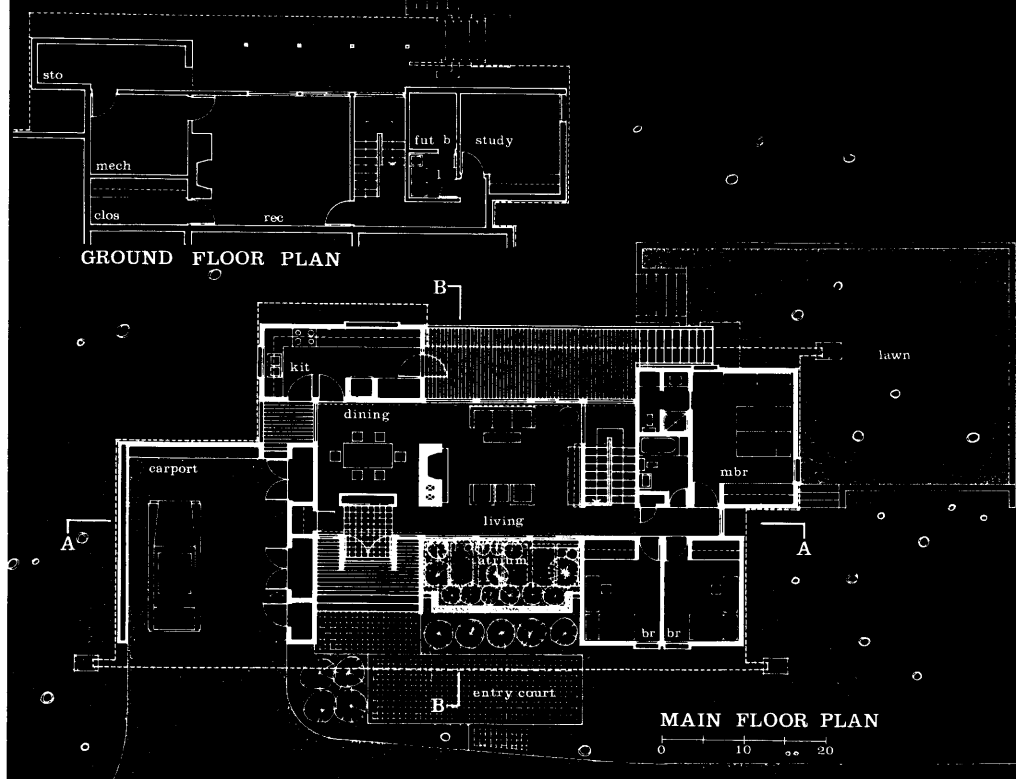 sto
fut b
study
mech
clos
rec
GROUND FLOOR PLAN
B
lawn
kit
dining
carport
mbr
living
A
A
atrium
br
br
entry court
B
MAIN FLOOR PLAN
0 10 20